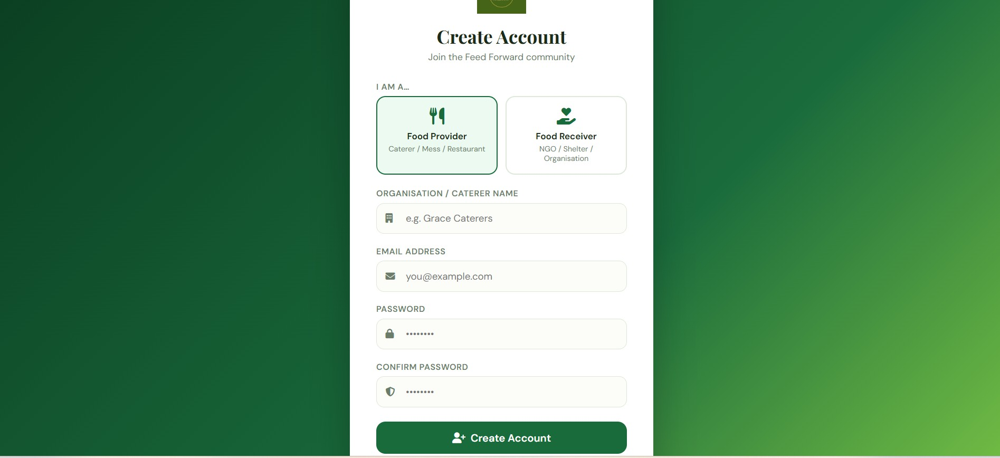 Create Account
Join the Feed Forward community
I AM A...
Food Provider
Caterer / Mess / Restaurant
Food Receiver
NGO / Shelter /
Organisation
ORGANISATION / CATERER NAME
e.g. Grace Caterers
EMAIL ADDRESS
you@example.com
PASSWORD
••••••••
CONFIRM PASSWORD
••••••••
Create Account